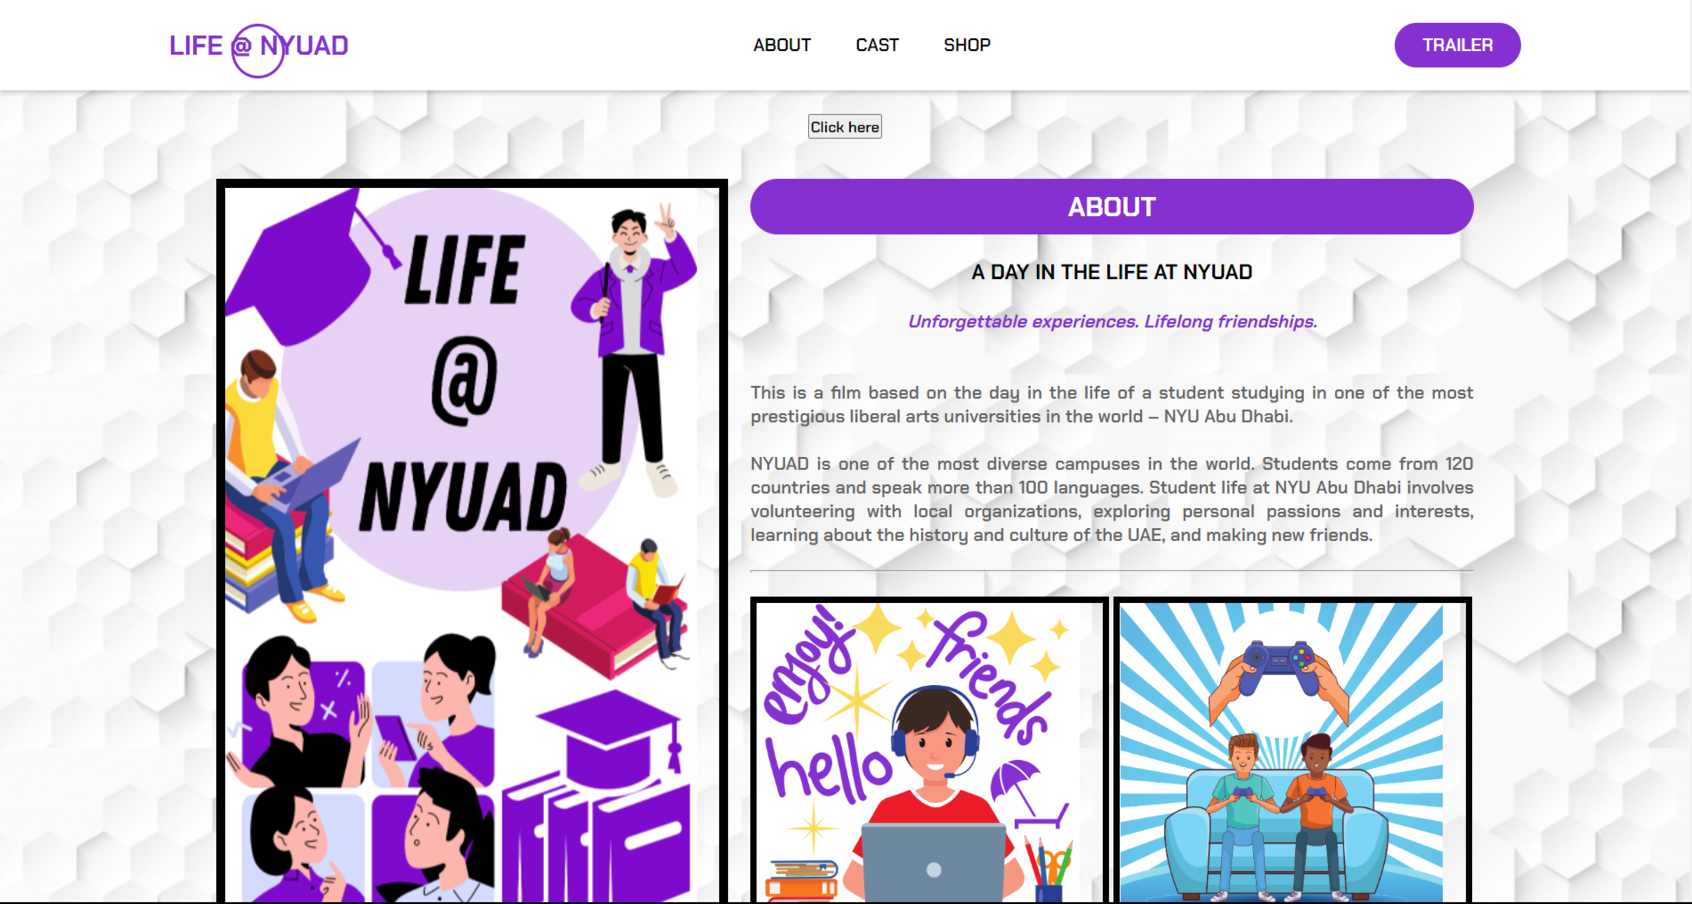 LIFE @ NYUAD
ABOUT
CAST
SHOP
TRAILER
Click here
LIFE
@
NYUAD
ABOUT
A DAY IN THE LIFE AT NYUAD
Unforgettable experiences. Lifelong friendships.
This is a film based on the day in the life of a student studying in one of the most
prestigious liberal arts universities in the world – NYU Abu Dhabi.
NYUAD is one of the most diverse campuses in the world. Students come from 120
countries and speak more than 100 languages. Student life at NYU Abu Dhabi involves
volunteering with local organizations, exploring personal passions and interests,
learning about the history and culture of the UAE, and making new friends.
enjoy!
friends
hello